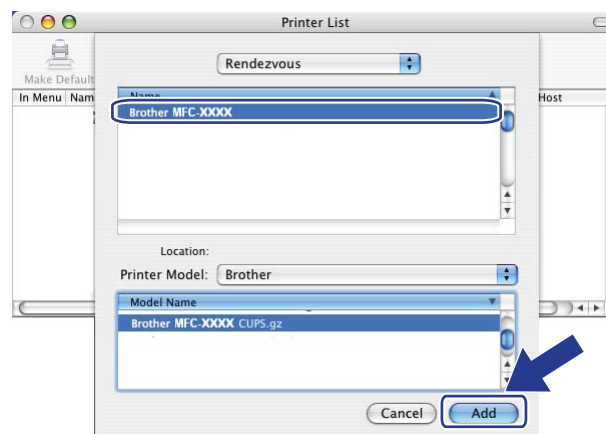 Printer List
Rendezvous
Make Default
In Menu Nam Host
Name
Brother MFC-XXXX
Location:
Printer Model: Brother
Model Name
Brother MFC-XXXX CUPS.gz
Cancel Add